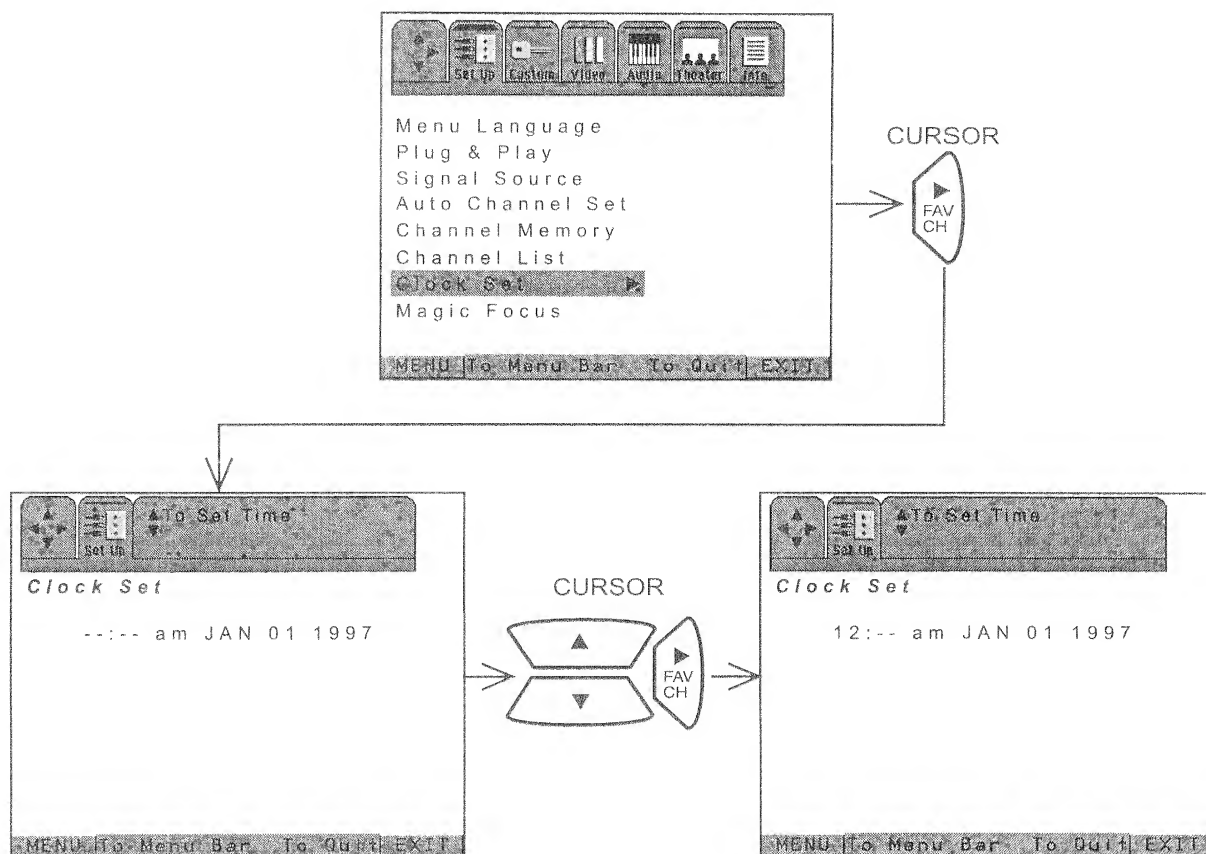 Set Up Custom Video Audio Theater Info
Menu Language
Plug & Play
Signal Source
Auto Channel Set
Channel Memory
Channel List
Clock Set
Magic Focus
MENU To Menu Bar To Quit EXIT
CURSOR
FAV
CH
To Set Time
Set Up
Clock Set
--:-- am JAN 01 1997
MENU To Menu Bar To Quit EXIT
CURSOR
FAV
CH
To Set Time
Set Up
Clock Set
12:-- am JAN 01 1997
MENU To Menu Bar To Quit EXIT